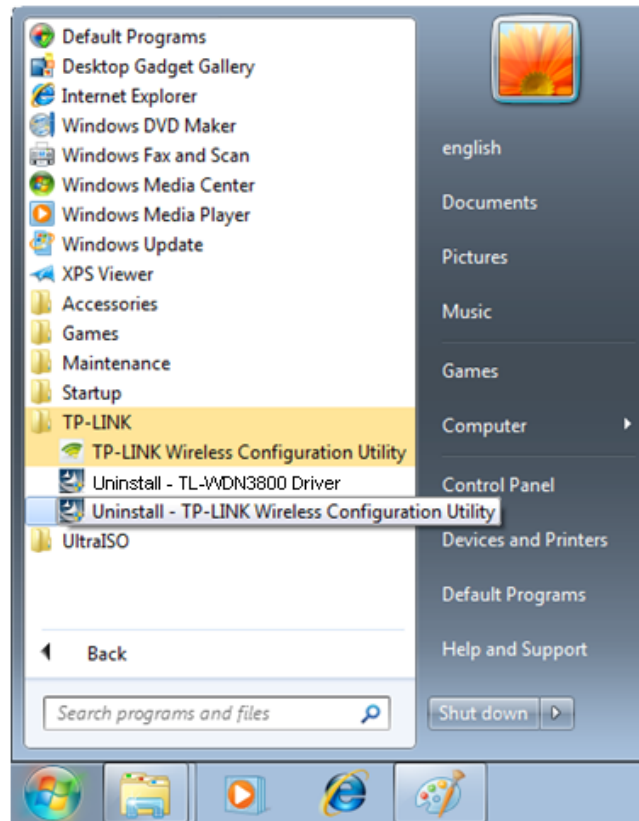 Default Programs
Desktop Gadget Gallery
Internet Explorer
Windows DVD Maker
Windows Fax and Scan
Windows Media Center
Windows Media Player
Windows Update
XPS Viewer
Accessories
Games
Maintenance
Startup
TP-LINK
TP-LINK Wireless Configuration Utility
Uninstall - TL-WDN3800 Driver
Uninstall - TP-LINK Wireless Configuration Utility
UltraISO
Back
Search programs and files
english
Documents
Pictures
Music
Games
Computer
Control Panel
Devices and Printers
Default Programs
Help and Support
Shut down